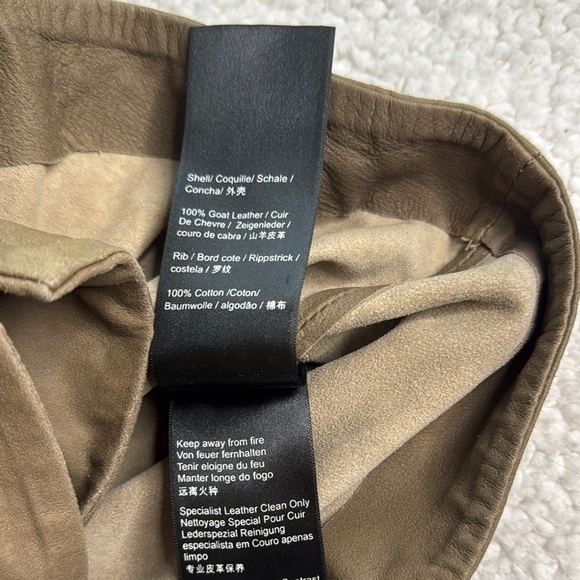 Shell/ Coquille/ Schale /
Concha/ 外壳
100% Goat Leather / Cuir
De Chevre / Zeigenleder /
couro de cabra / 山羊皮革
Rib / Bord cote / Rippstrick /
costela / 罗纹
100% Cotton /Coton/
Baumwolle / algodão / 棉布
Keep away from fire
Von feuer fernhalten
Tenir eloigne du feu
Manter longe do fogo
远离火种
Specialist Leather Clean Only
Nettoyage Special Pour Cuir
Lederspezial Reinigung
especialista em Couro apenas
limpo
专业皮革保养
Contrast